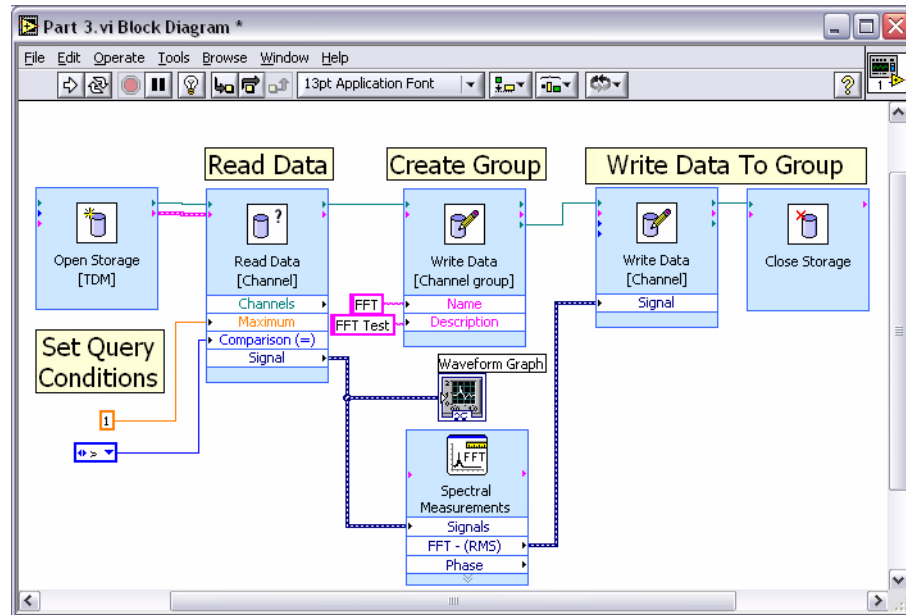 Part 3.vi Block Diagram *
File Edit Operate Tools Browse Window Help
13pt Application Font
?
1
Read Data
Create Group
Write Data To Group
Open Storage
[TDM]
?
Read Data
[Channel]
Channels
Maximum
Comparison (=)
Signal
Write Data
[Channel group]
Name
Description
FFT
FFT Test
Write Data
[Channel]
Signal
Close Storage
Set Query
Conditions
1
>
Waveform Graph
FFT
Spectral
Measurements
Signals
FFT - (RMS)
Phase